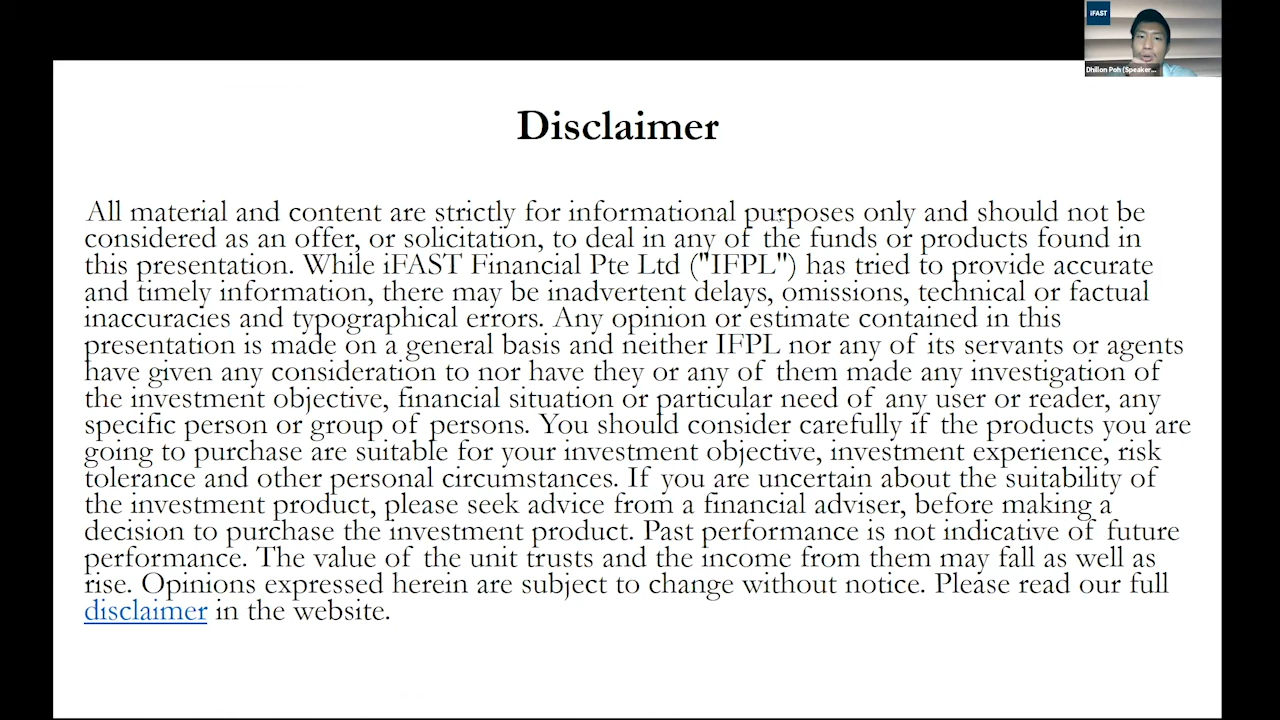 iFAST
Dhillon Poh (Speaker...
Disclaimer
All material and content are strictly for informational purposes only and should not be
considered as an offer, or solicitation, to deal in any of the funds or products found in
this presentation. While iFAST Financial Pte Ltd ("IFPL") has tried to provide accurate
and timely information, there may be inadvertent delays, omissions, technical or factual
inaccuracies and typographical errors. Any opinion or estimate contained in this
presentation is made on a general basis and neither IFPL nor any of its servants or agents
have given any consideration to nor have they or any of them made any investigation of
the investment objective, financial situation or particular need of any user or reader, any
specific person or group of persons. You should consider carefully if the products you are
going to purchase are suitable for your investment objective, investment experience, risk
tolerance and other personal circumstances. If you are uncertain about the suitability of
the investment product, please seek advice from a financial adviser, before making a
decision to purchase the investment product. Past performance is not indicative of future
performance. The value of the unit trusts and the income from them may fall as well as
rise. Opinions expressed herein are subject to change without notice. Please read our full
disclaimer in the website.